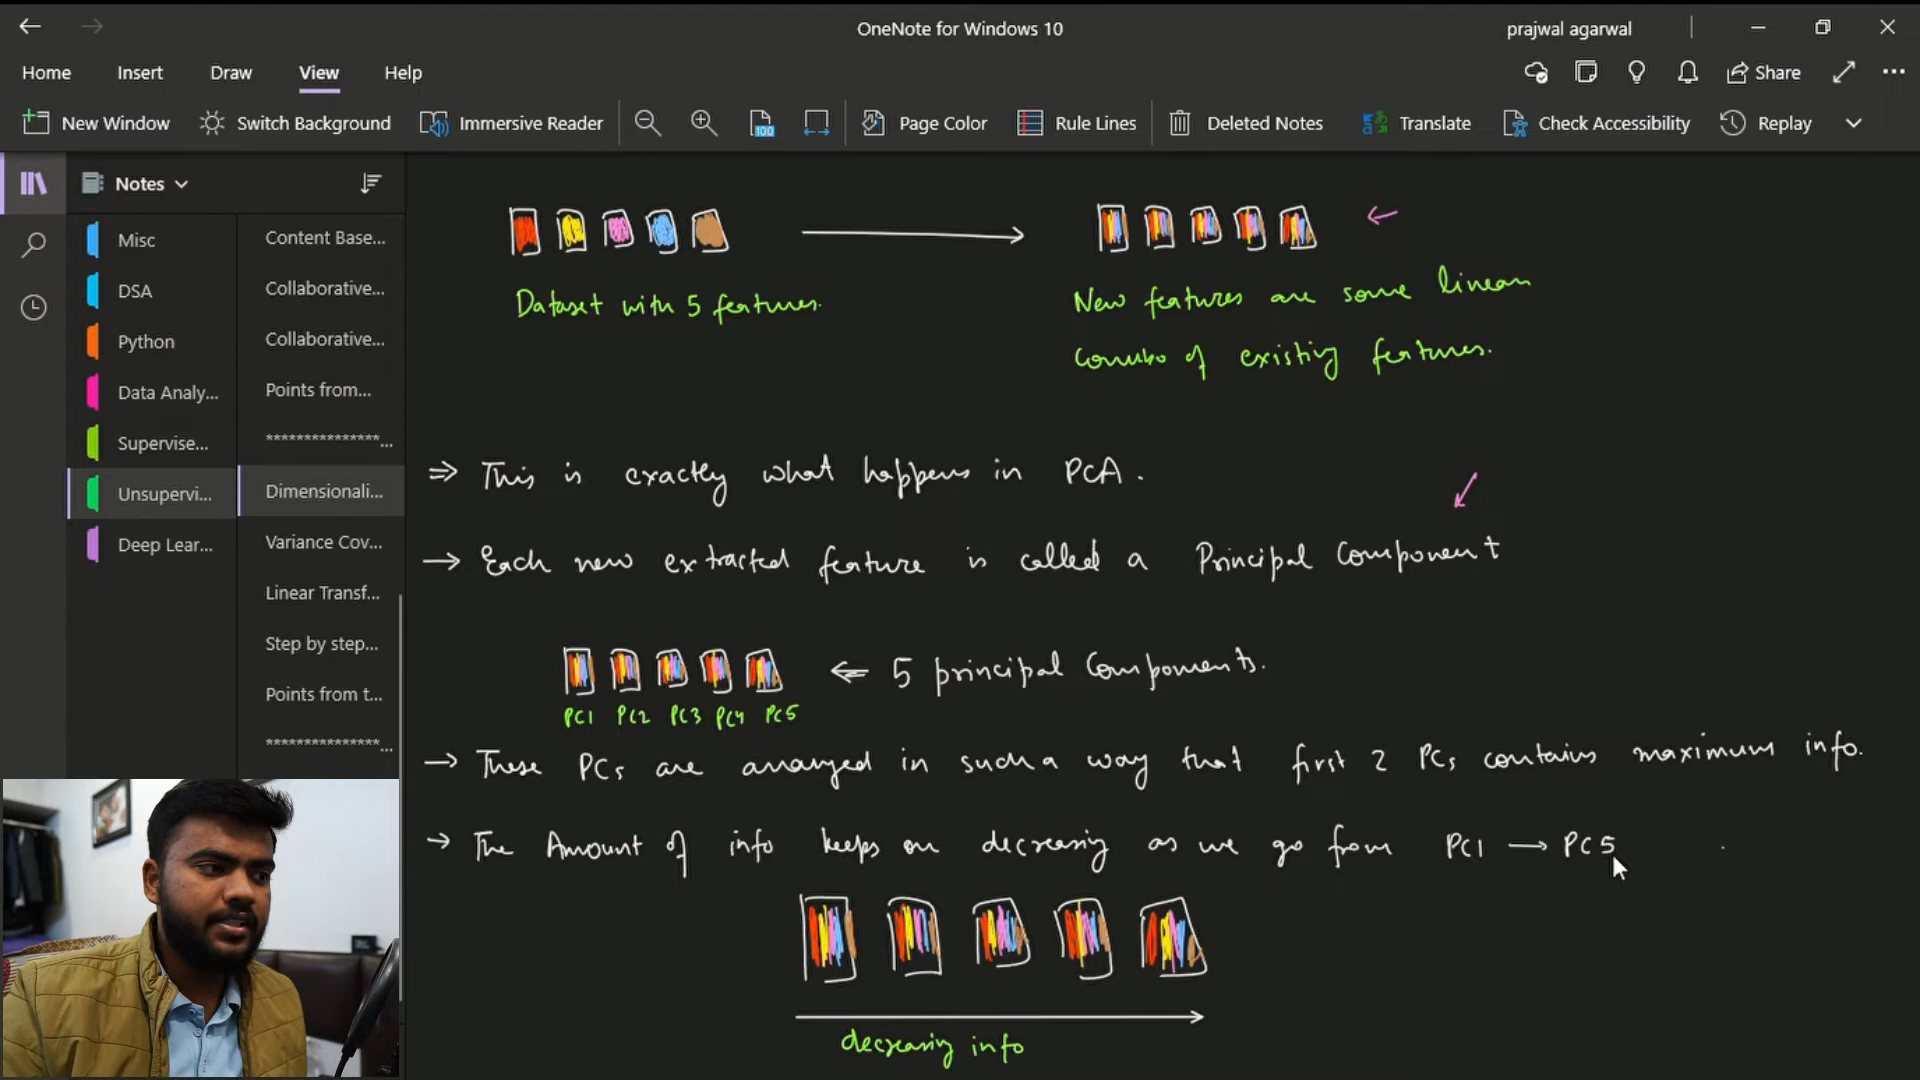 OneNote for Windows 10
prajwal agarwal
Home Insert Draw View Help
Share
New Window Switch Background Immersive Reader 100 Page Color Rule Lines Deleted Notes Translate Check Accessibility Replay
Notes
Misc
DSA
Python
Data Analy...
Supervise...
Unsupervi...
Deep Lear...
Content Base...
Collaborative...
Collaborative...
Points from...
***************...
Dimensionali...
Variance Cov...
Linear Transf...
Step by step...
Points from t...
***************...
Dataset with 5 features.
New features are some linear
combo of existing features.
⇒ This is exactly what happens in PCA.
→ Each new extracted feature is called a Principal Component
⇐ 5 principal components.
PC1 PC2 PC3 PC4 PC5
→ These PCs are arranged in such a way that first 2 PCs contains maximum info.
→ The Amount of info keeps on decreasing as we go from PC1 → PC5
decreasing info